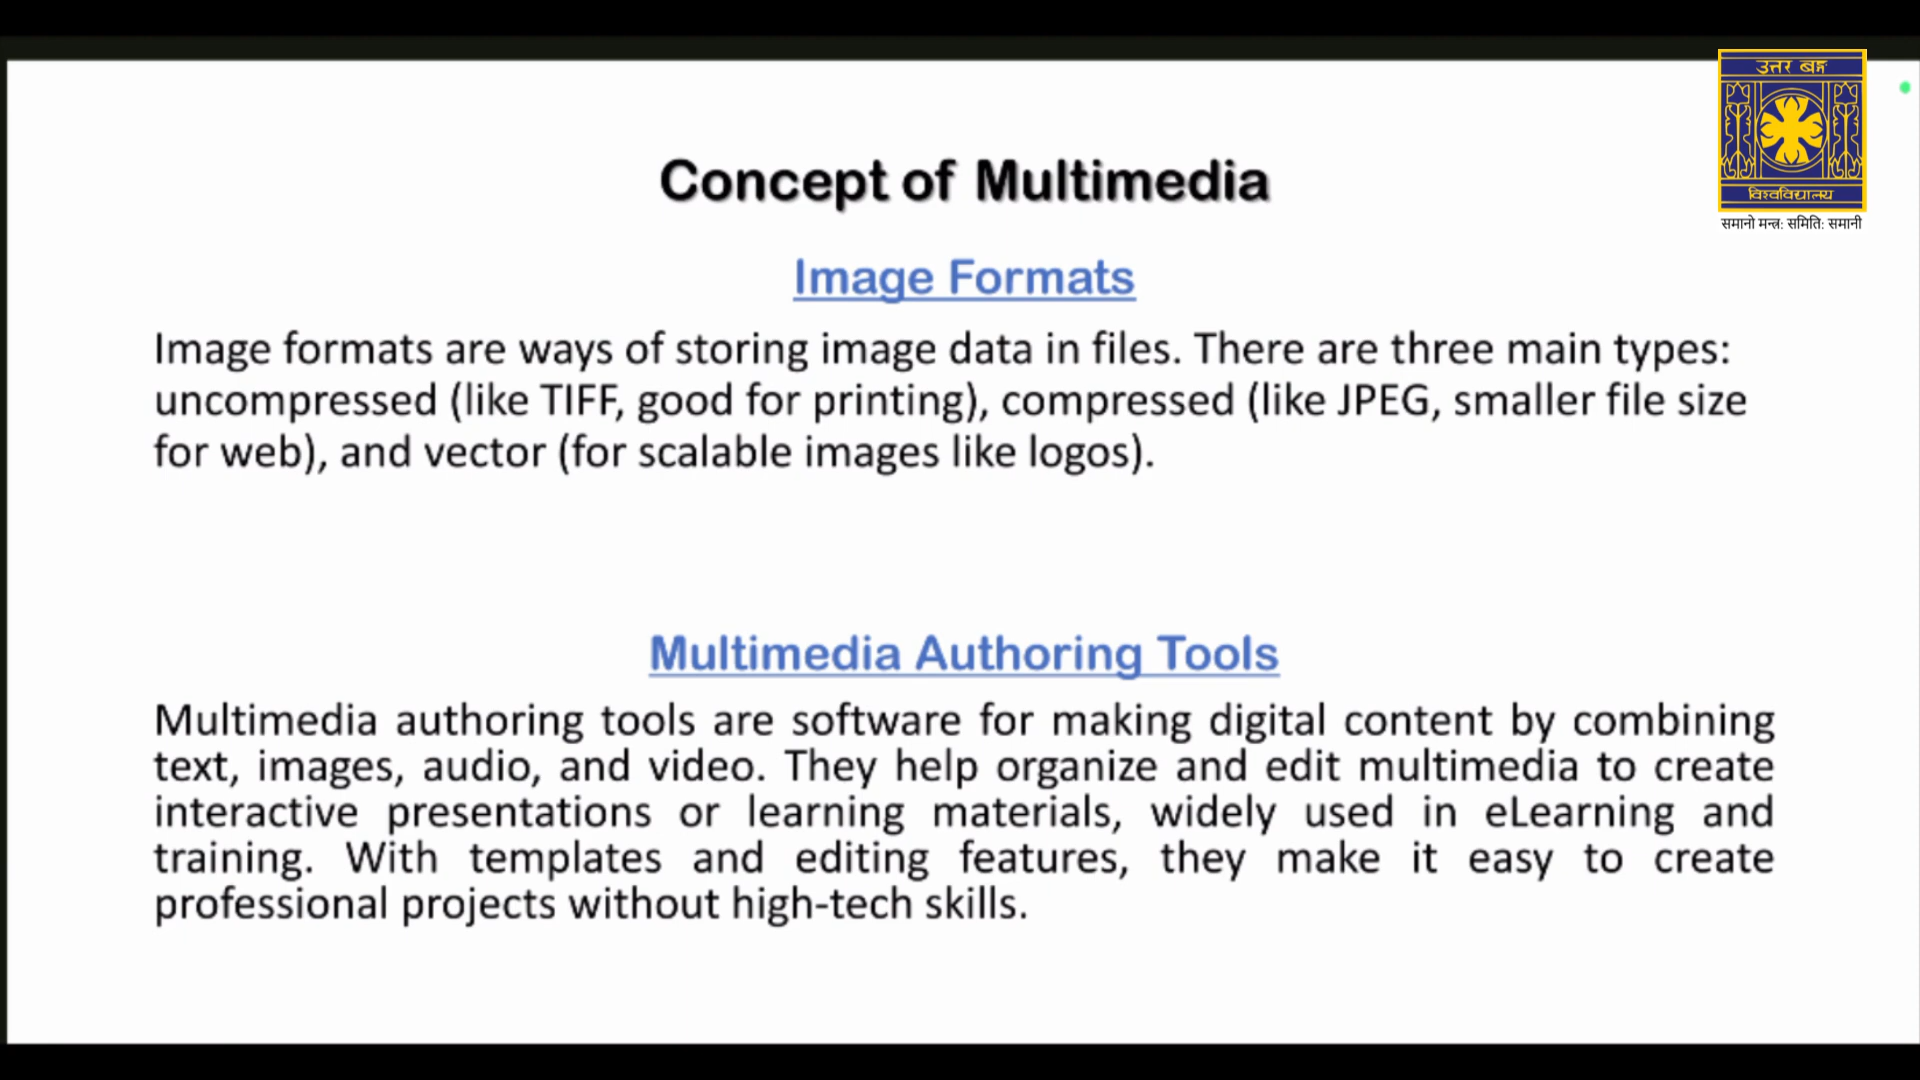 उत्तर बङ्ग
विश्वविद्यालय
समानो मन्त्र: समिति: समानी
Concept of Multimedia
Image Formats
Image formats are ways of storing image data in files. There are three main types:
uncompressed (like TIFF, good for printing), compressed (like JPEG, smaller file size
for web), and vector (for scalable images like logos).
Multimedia Authoring Tools
Multimedia authoring tools are software for making digital content by combining
text, images, audio, and video. They help organize and edit multimedia to create
interactive presentations or learning materials, widely used in eLearning and
training. With templates and editing features, they make it easy to create
professional projects without high-tech skills.